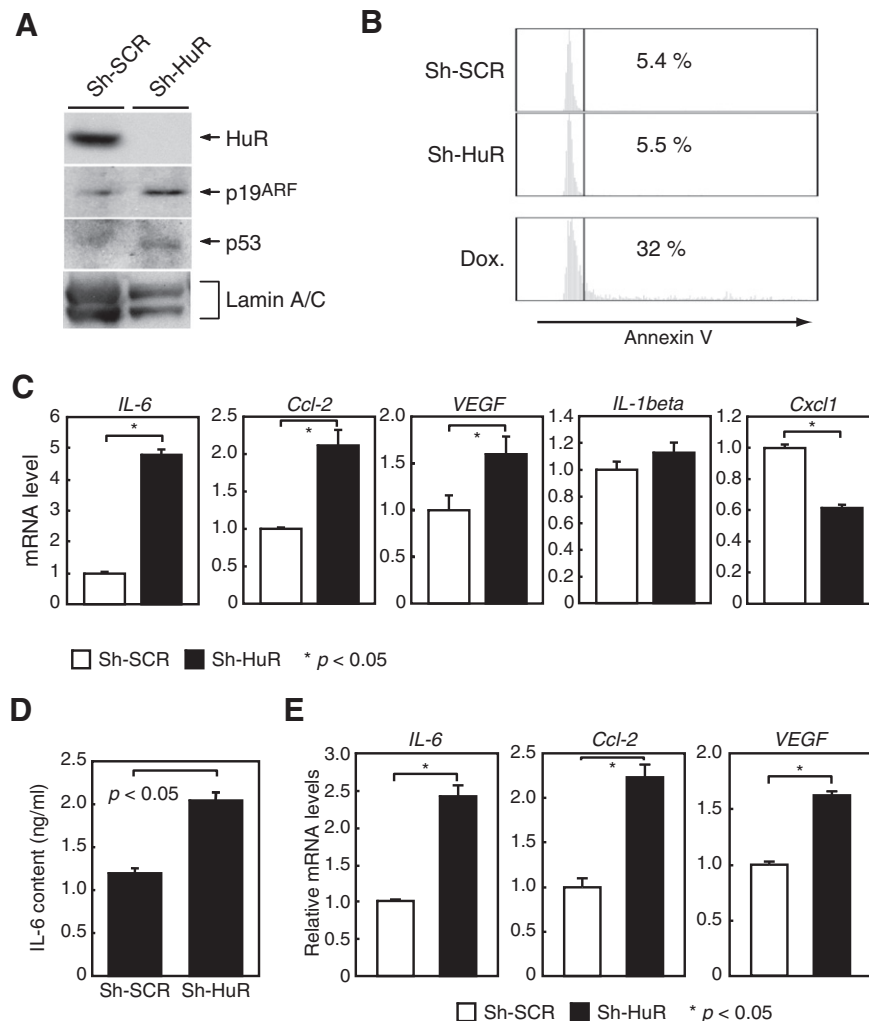 A
Sh-SCR
Sh-HuR
HuR
p19ARF
p53
Lamin A/C
B
Sh-SCR
5.4 %
Sh-HuR
5.5 %
Dox.
32 %
Annexin V
C
IL-6
Ccl-2
VEGF
IL-1beta
Cxcl1
mRNA level
6
5
4
3
2
1
0
*
2.5
2.0
1.5
1.0
0.5
0
*
2.0
1.5
1.0
0.5
0
*
1.4
1.2
1.0
0.8
0.6
0.4
0.2
0
1.2
1.0
0.8
0.6
0.4
0.2
0
*
Sh-SCR Sh-HuR * p < 0.05
D
IL-6 content (ng/ml)
2.5
2.0
1.5
1.0
0.5
0
p < 0.05
Sh-SCR Sh-HuR
E
IL-6
Ccl-2
VEGF
Relative mRNA levels
3.0
2.5
2.0
1.5
1.0
0.5
0
*
2.5
2.0
1.5
1.0
0.5
0
*
2.0
1.5
1.0
0.5
0
*
Sh-SCR Sh-HuR * p < 0.05